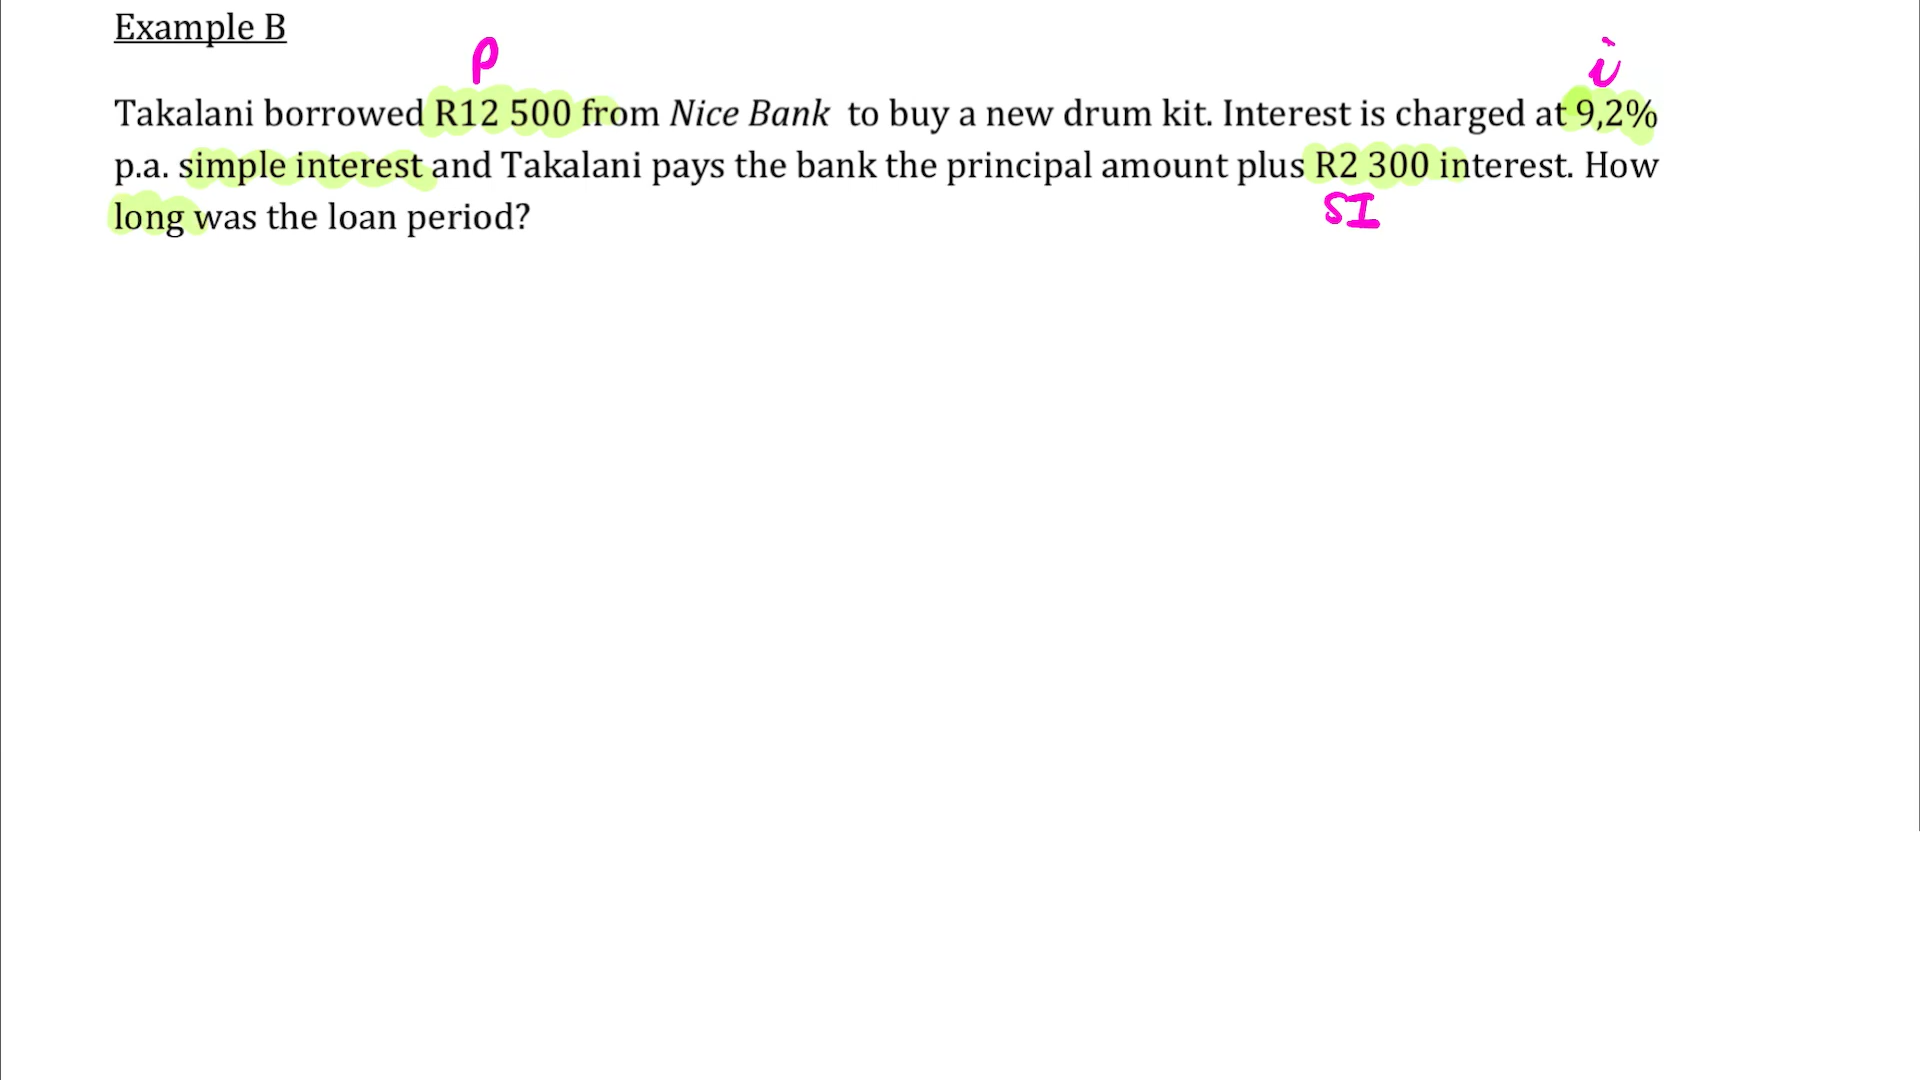 Example B
P
i
Takalani borrowed R12 500 from Nice Bank to buy a new drum kit. Interest is charged at 9,2%
p.a. simple interest and Takalani pays the bank the principal amount plus R2 300 interest. How
SI
long was the loan period?